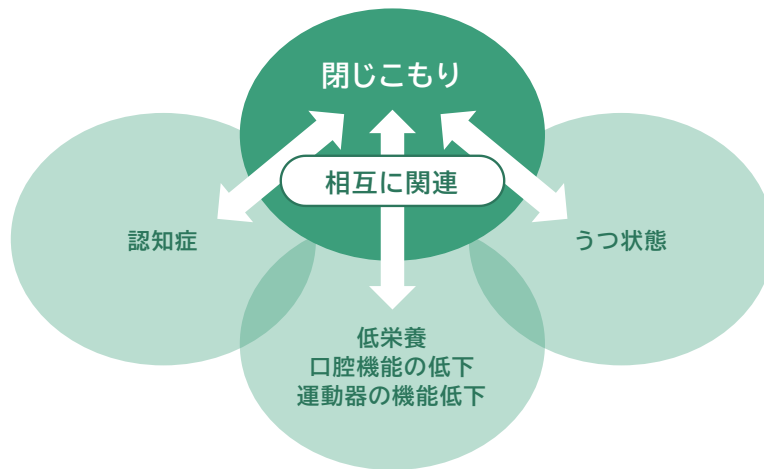 閉じこもり
相互に関連
認知症
うつ状態
低栄養
口腔機能の低下
運動器の機能低下